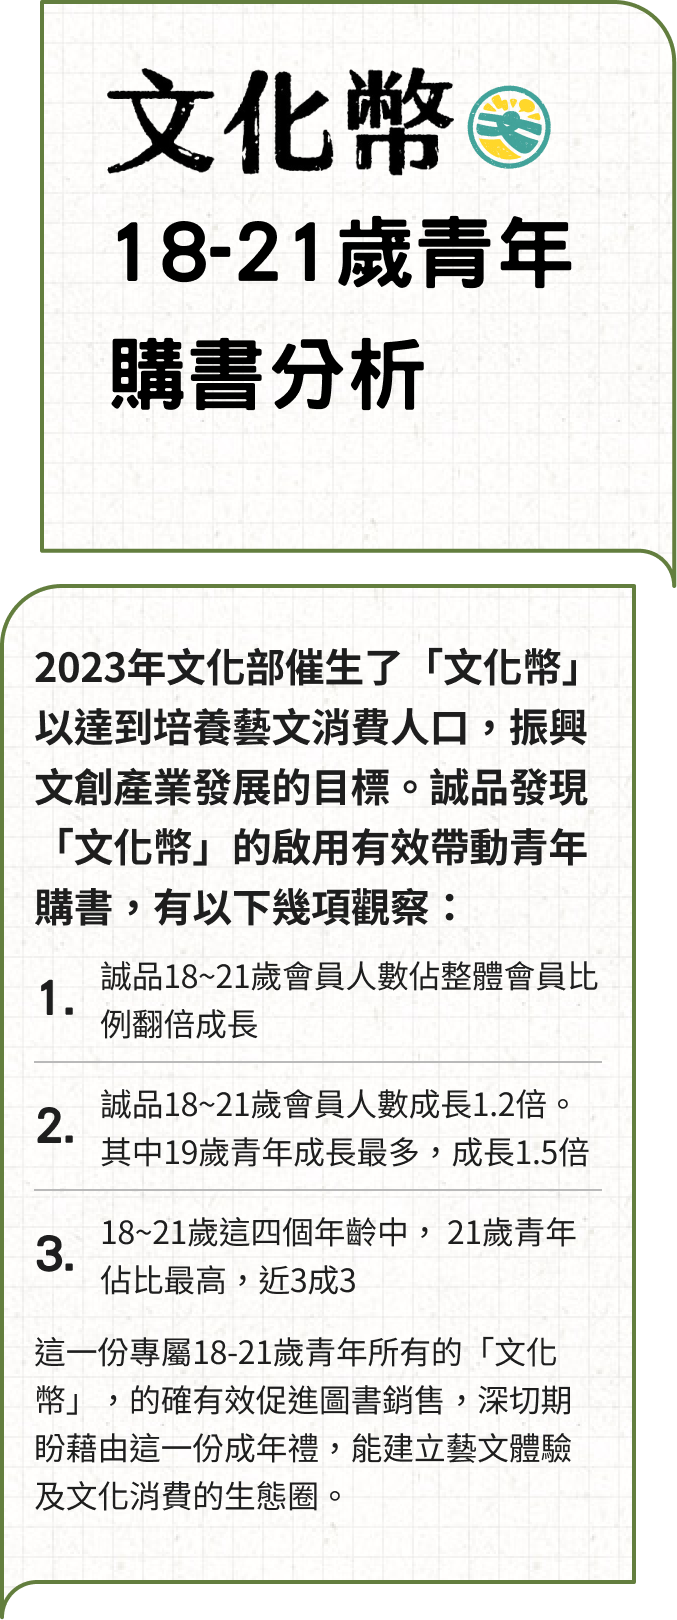 文化幣
18-21歲青年
購書分析
2023年文化部催生了「文化幣」
以達到培養藝文消費人口，振興
文創產業發展的目標。誠品發現
「文化幣」的啟用有效帶動青年
購書，有以下幾項觀察：
1. 誠品18~21歲會員人數佔整體會員比
例翻倍成長
2. 誠品18~21歲會員人數成長1.2倍。
其中19歲青年成長最多，成長1.5倍
3. 18~21歲這四個年齡中， 21歲青年
佔比最高，近3成3
這一份專屬18-21歲青年所有的「文化
幣」，的確有效促進圖書銷售，深切期
盼藉由這一份成年禮，能建立藝文體驗
及文化消費的生態圈。